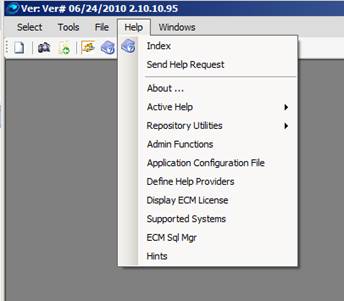 Ver: Ver# 06/24/2010 2.10.10.95
Select Tools File Help Windows
Index
Send Help Request
About ...
Active Help
Repository Utilities
Admin Functions
Application Configuration File
Define Help Providers
Display ECM License
Supported Systems
ECM Sql Mgr
Hints